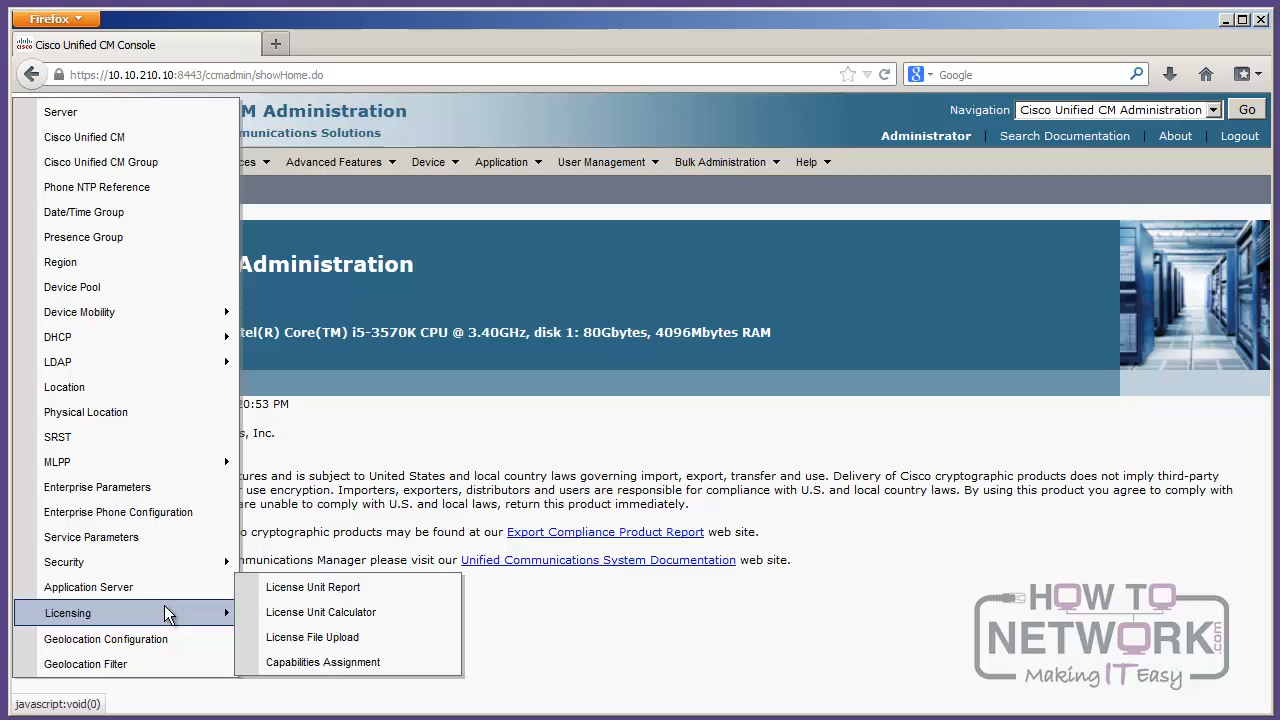 Firefox
Cisco Unified CM Console
https://10.10.210.10:8443/ccmadmin/showHome.do
Google
M Administration
mmunications Solutions
Navigation Cisco Unified CM Administration Go
Administrator | Search Documentation | About | Logout
ces Advanced Features Device Application User Management Bulk Administration Help
Server
Cisco Unified CM
Cisco Unified CM Group
Phone NTP Reference
Date/Time Group
Presence Group
Region
Device Pool
Device Mobility
DHCP
LDAP
Location
Physical Location
SRST
MLPP
Enterprise Parameters
Enterprise Phone Configuration
Service Parameters
Security
Application Server
Licensing
Geolocation Configuration
Geolocation Filter
License Unit Report
License Unit Calculator
License File Upload
Capabilities Assignment
Administration
tel(R) Core(TM) i5-3570K CPU @ 3.40GHz, disk 1: 80Gbytes, 4096Mbytes RAM
20:53 PM
s, Inc.
tures and is subject to United States and local country laws governing import, export, transfer and use. Delivery of Cisco cryptographic products does not imply third-party
r use encryption. Importers, exporters, distributors and users are responsible for compliance with U.S. and local country laws. By using this product you agree to comply with
are unable to comply with U.S. and local laws, return this product immediately.
o cryptographic products may be found at our Export Compliance Product Report web site.
mmunications Manager please visit our Unified Communications System Documentation web site.
HOW TO
NETWORK.com
Making IT Easy
javascript:void(0)